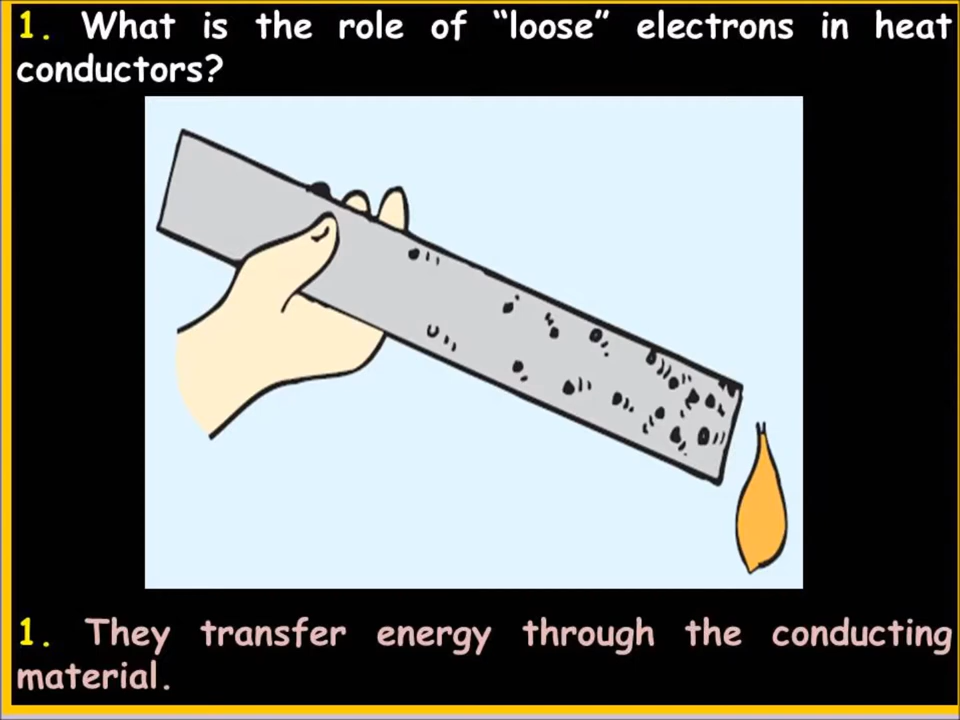 1. What is the role of “loose” electrons in heat
conductors?
1. They transfer energy through the conducting
material.